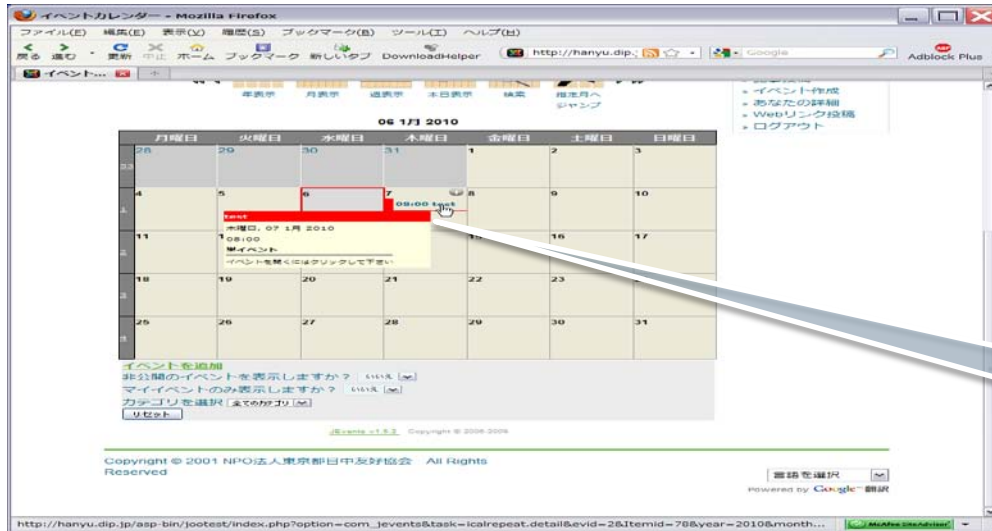 イベントカレンダー - Mozilla Firefox
ファイル(E) 編集(E) 表示(V) 履歴(S) ブックマーク(B) ツール(T) ヘルプ(H)
戻る 進む 更新 中止 ホーム ブックマーク 新しいタブ DownloadHelper http://hanyu.dip. Google Adblock Plus
イベント...
年表示 月表示 週表示 本日表示 検索 指定月へジャンプ
イベント作成
あなたの詳細
Webリンク投稿
ログアウト
06 1月 2010
月曜日 火曜日 水曜日 木曜日 金曜日 土曜日 日曜日
28 29 30 31 1 2 3
4 5 6 7 8 9 10
08:00 test
test
木曜日, 07 1月 2010
08:00
単イベント
イベントを開くにはクリックして下さい
11 1 15 16 17
18 19 20 21 22 23
25 26 27 28 29 30 31
イベントを追加
非公開のイベントを表示しますか? いいえ
マイイベントのみ表示しますか? いいえ
カテゴリを選択 全てのカテゴリ
リセット
JEvents v1.5.2 Copyright © 2006-2009
Copyright © 2001 NPO法人東京都日中友好協会 All Rights
Reserved
言語を選択
Powered by Google 翻訳
http://hanyu.dip.jp/asp-bin/jootest/index.php?option=com_jevents&task=icalrepeat.detail&evid=2&Itemid=78&year=2010&month... McAfee SiteAdvisor